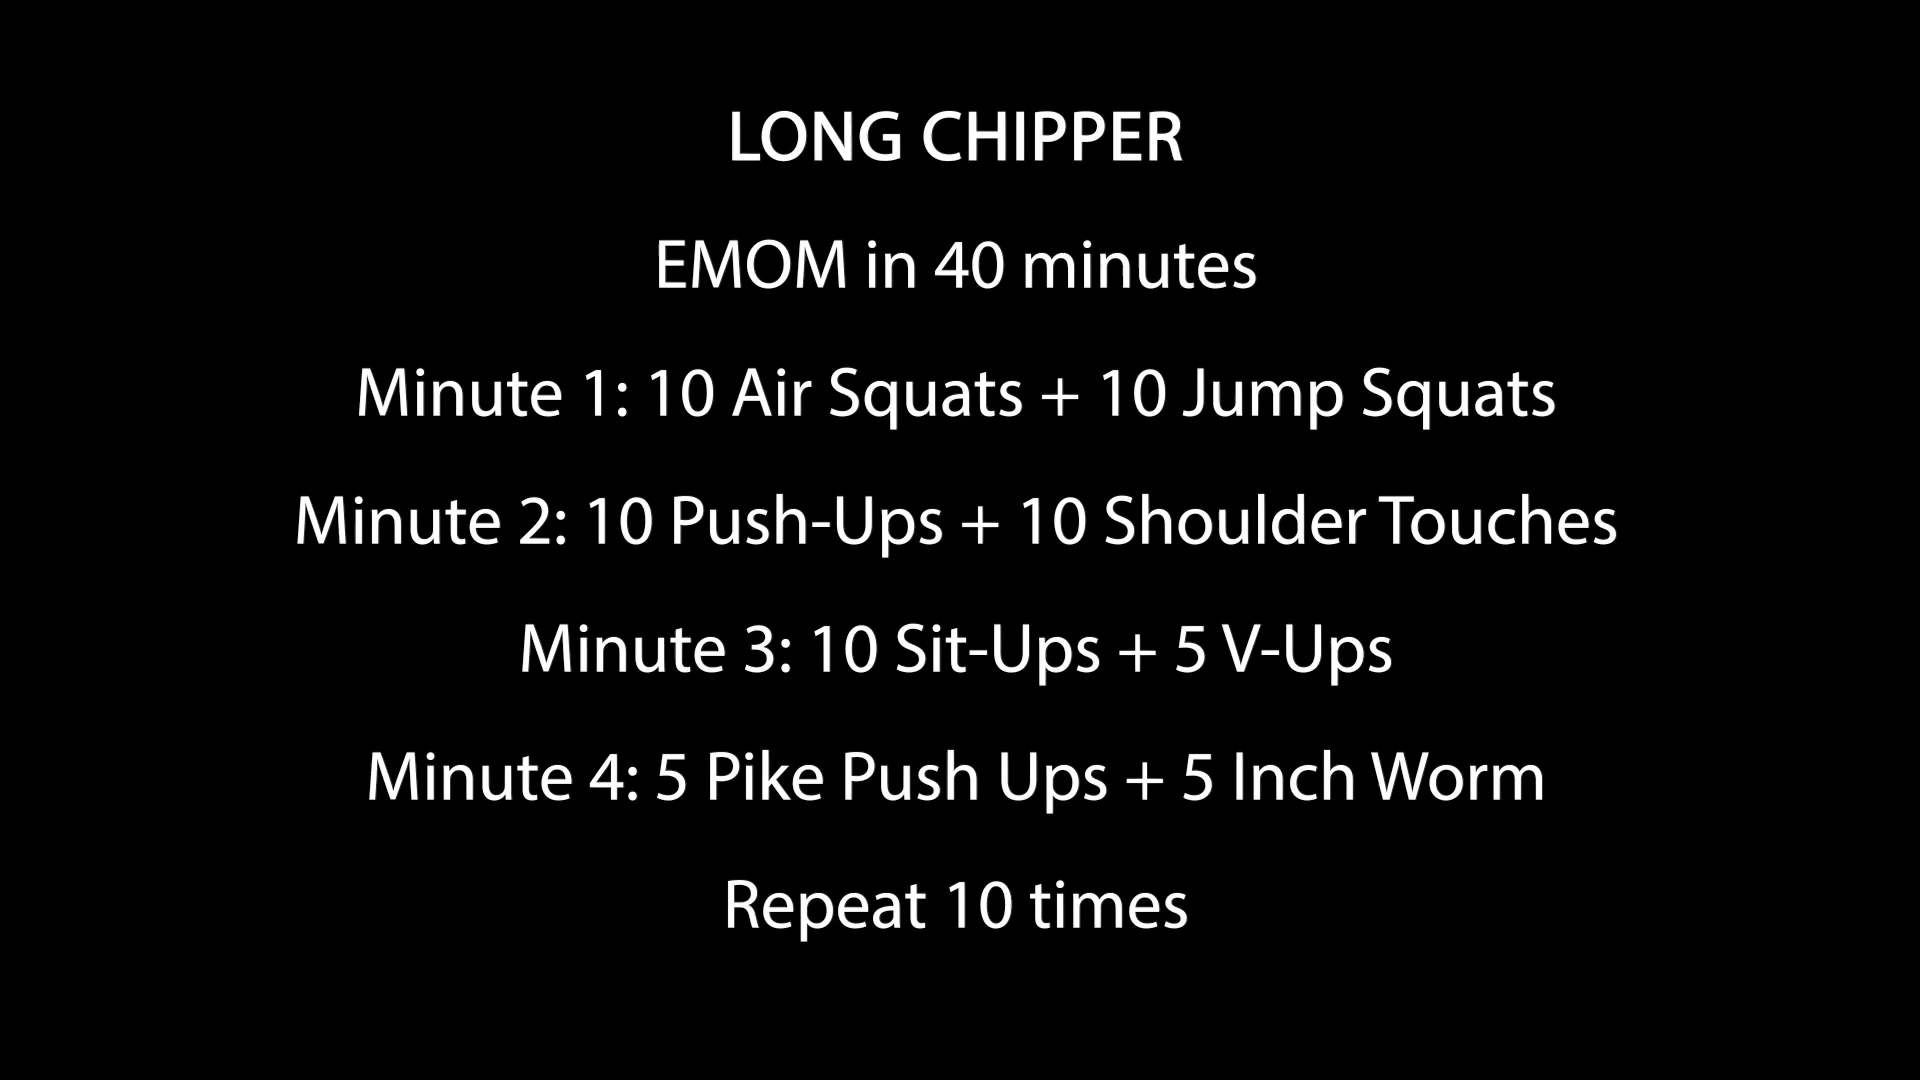 LONG CHIPPER
EMOM in 40 minutes
Minute 1: 10 Air Squats + 10 Jump Squats
Minute 2: 10 Push-Ups + 10 Shoulder Touches
Minute 3: 10 Sit-Ups + 5 V-Ups
Minute 4: 5 Pike Push Ups + 5 Inch Worm
Repeat 10 times